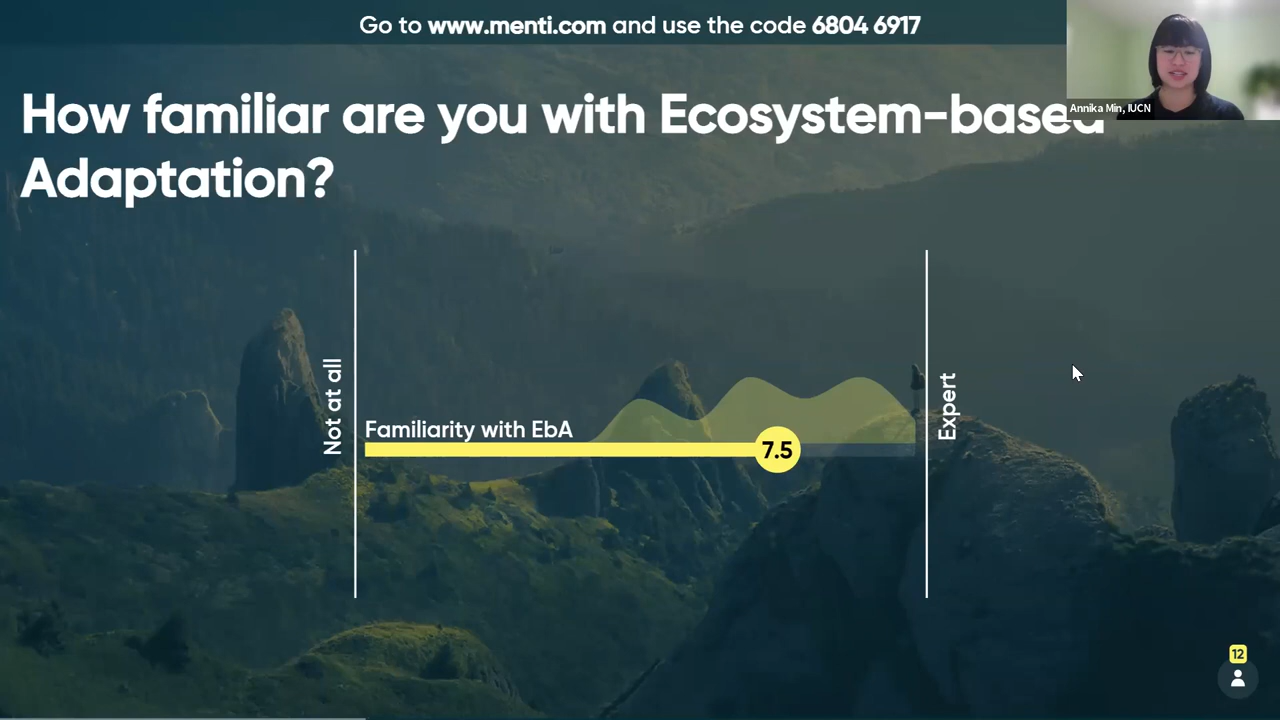 Go to www.menti.com and use the code 6804 6917
Annika Min, IUCN
How familiar are you with Ecosystem-based
Adaptation?
Not at all
Familiarity with EbA
7.5
Expert
12